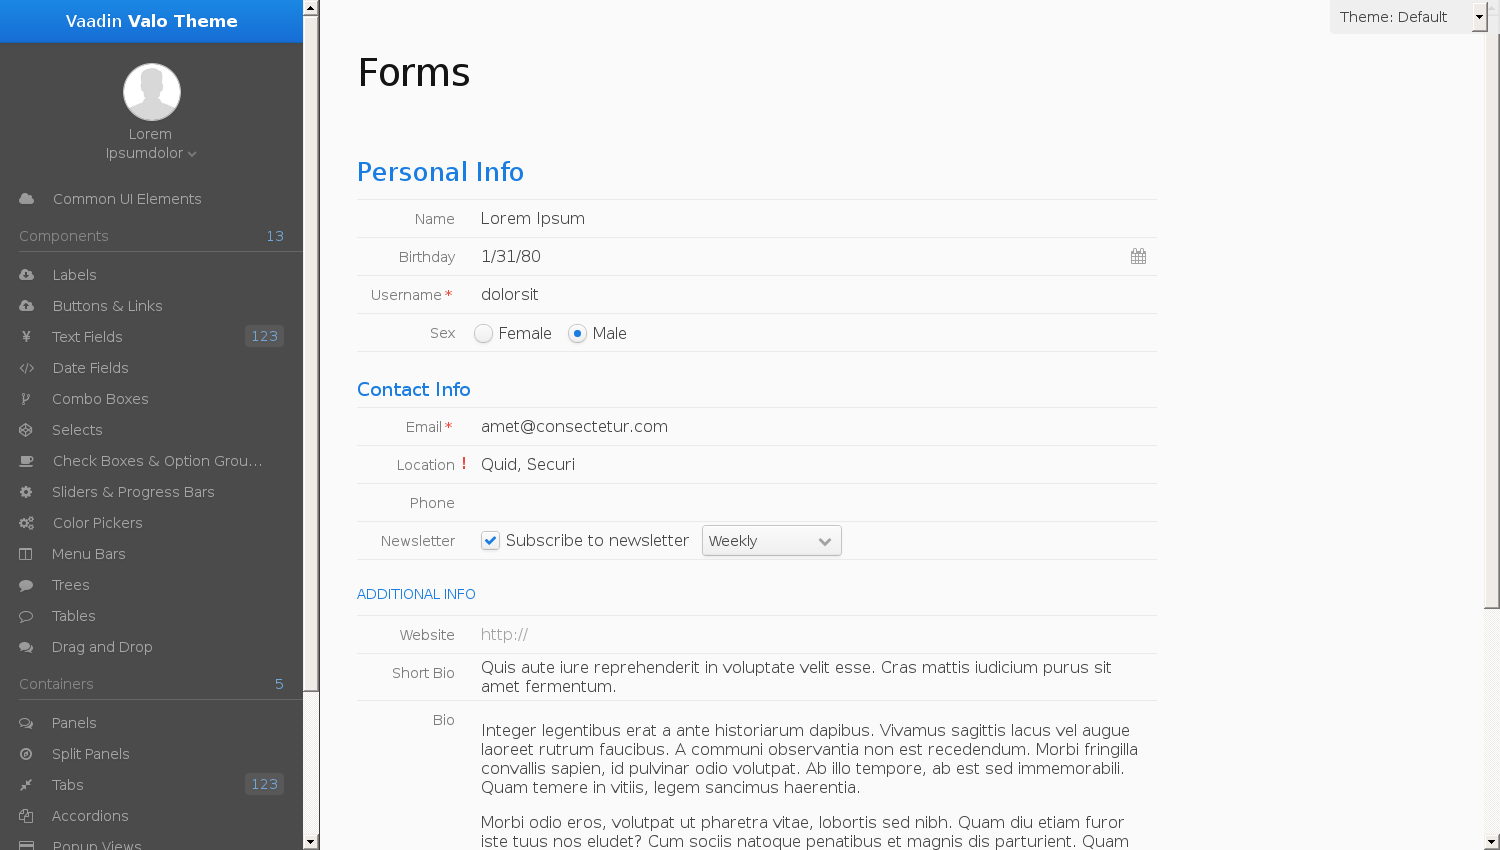 Vaadin Valo Theme
Lorem
Ipsumdolor
Common UI Elements
Components 13
Labels
Buttons & Links
Text Fields 123
Date Fields
Combo Boxes
Selects
Check Boxes & Option Grou…
Sliders & Progress Bars
Color Pickers
Menu Bars
Trees
Tables
Drag and Drop
Containers 5
Panels
Split Panels
Tabs 123
Accordions
Popup Views
Theme: Default
Forms
Personal Info
Name Lorem Ipsum
Birthday 1/31/80
Username* dolorsit
Sex Female Male
Contact Info
Email* amet@consectetur.com
Location ! Quid, Securi
Phone
Newsletter Subscribe to newsletter Weekly
ADDITIONAL INFO
Website http://
Short Bio Quis aute iure reprehenderit in voluptate velit esse. Cras mattis iudicium purus sit
amet fermentum.
Bio
Integer legentibus erat a ante historiarum dapibus. Vivamus sagittis lacus vel augue
laoreet rutrum faucibus. A communi observantia non est recedendum. Morbi fringilla
convallis sapien, id pulvinar odio volutpat. Ab illo tempore, ab est sed immemorabili.
Quam temere in vitiis, legem sancimus haerentia.
Morbi odio eros, volutpat ut pharetra vitae, lobortis sed nibh. Quam diu etiam furor
iste tuus nos eludet? Cum sociis natoque penatibus et magnis dis parturient. Quam